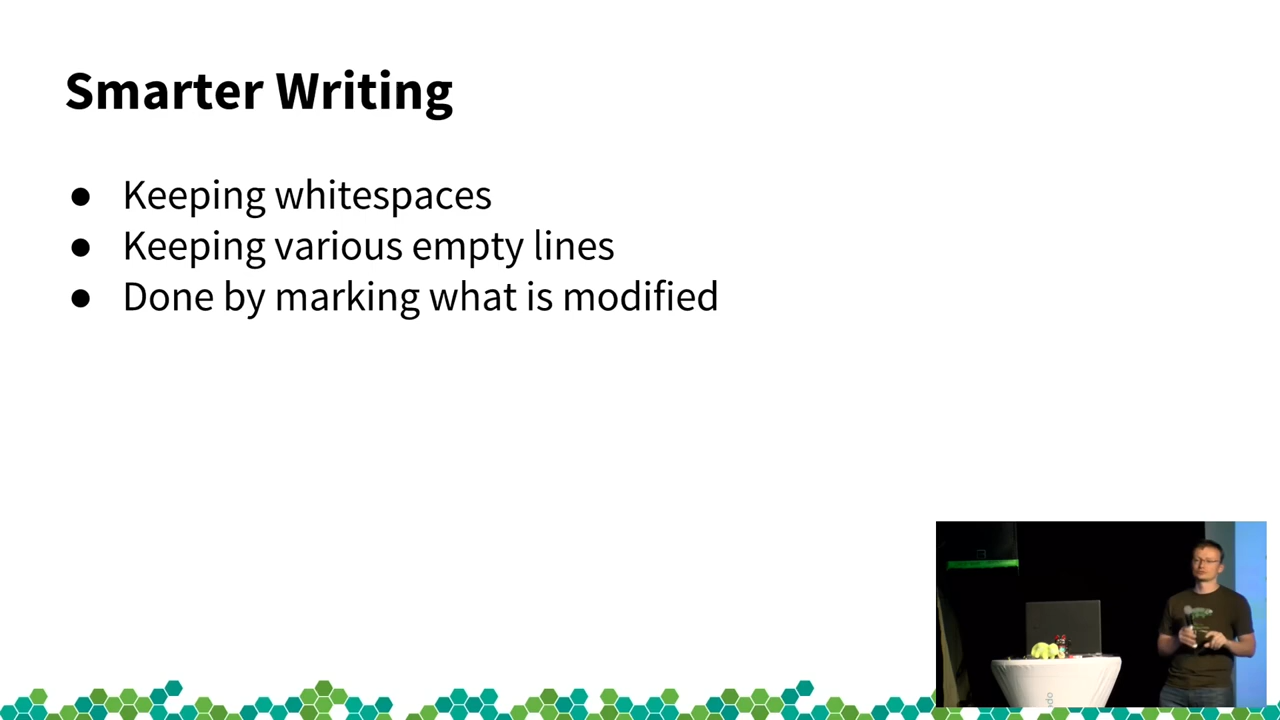 Smarter Writing
● Keeping whitespaces
● Keeping various empty lines
● Done by marking what is modified